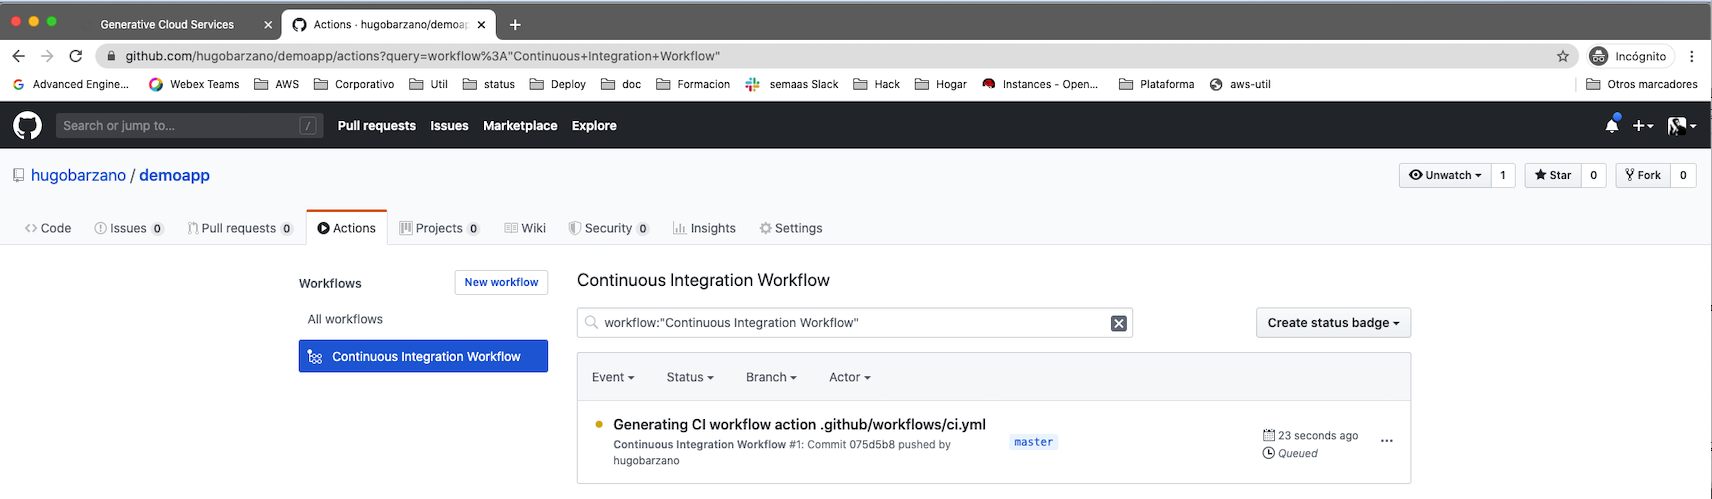 Generative Cloud Services
Actions · hugobarzano/demoap
github.com/hugobarzano/demoapp/actions?query=workflow%3A"Continuous+Integration+Workflow"
Incógnito
Advanced Engine...
Webex Teams
AWS
Corporativo
Util
status
Deploy
doc
Formacion
semaas Slack
Hack
Hogar
Instances - Open...
Plataforma
aws-util
Otros marcadores
Search or jump to...
/
Pull requests
Issues
Marketplace
Explore
hugobarzano / demoapp
Unwatch 1
Star 0
Fork 0
Code
Issues 0
Pull requests 0
Actions
Projects 0
Wiki
Security 0
Insights
Settings
Workflows
New workflow
All workflows
Continuous Integration Workflow
Continuous Integration Workflow
workflow:"Continuous Integration Workflow"
Create status badge
Event
Status
Branch
Actor
Generating CI workflow action .github/workflows/ci.yml
Continuous Integration Workflow #1: Commit 075d5b8 pushed by
hugobarzano
master
23 seconds ago
Queued